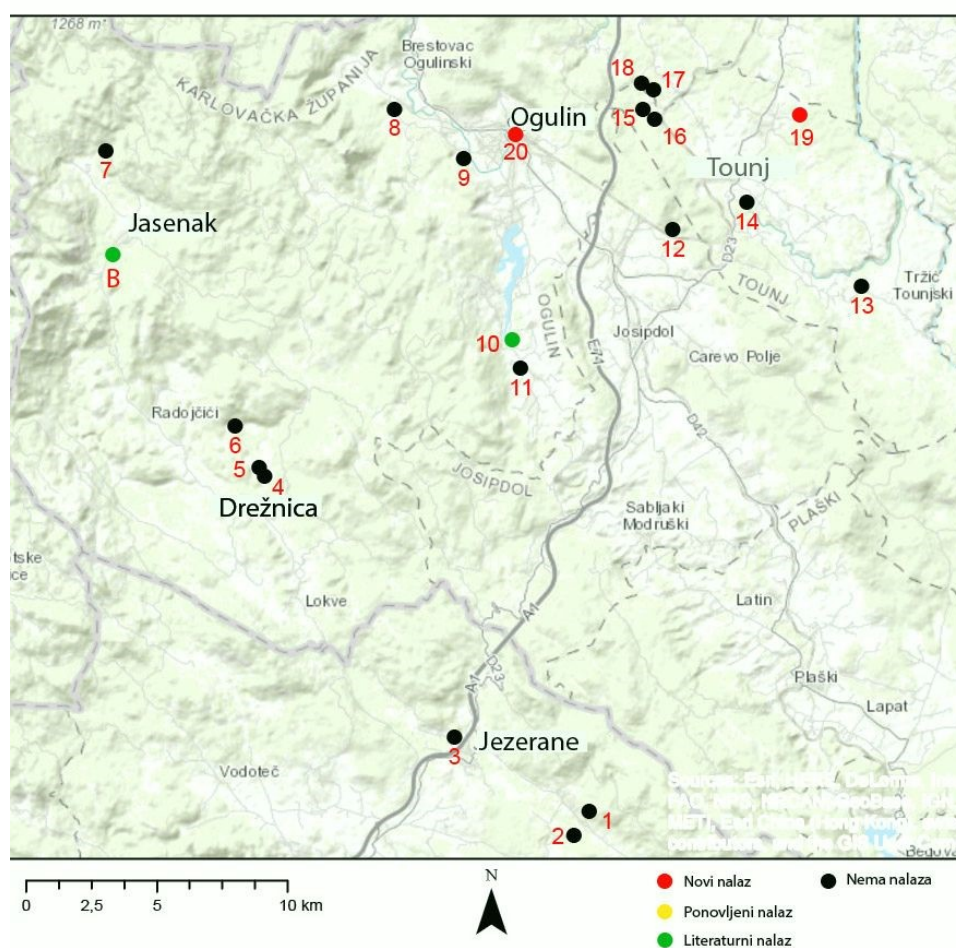 1268 m
Brestovac
Ogulinski
KARLOVAČKA ŽUPANIJA
18
17
8
Ogulin
15
16
19
20
7
9
Tounj
Jasenak
14
12
D23
B
TOUNJ
Tržić
Tounjski
13
OGULIN
10
Josipdol
E71
Carevo Polje
11
Radojčići
D42
6
5
JOSIPDOL
4
Drežnica
Sabljaki
Modruški
PLAŠKI
tske
ce
Lokve
Latin
A1
D23
Plaški
A1
Lapat
Jezerane
3
Vodoteč
1
2
0
2,5
5
10 km
N
Novi nalaz
Nema nalaza
Ponovljeni nalaz
Literaturni nalaz